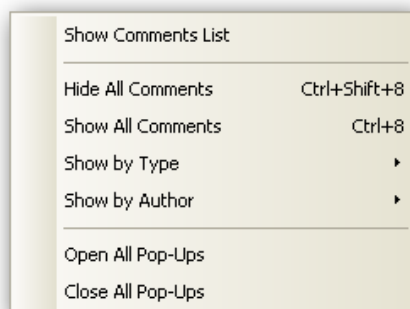 Show Comments List
Hide All Comments Ctrl+Shift+8
Show All Comments Ctrl+8
Show by Type
Show by Author
Open All Pop-Ups
Close All Pop-Ups